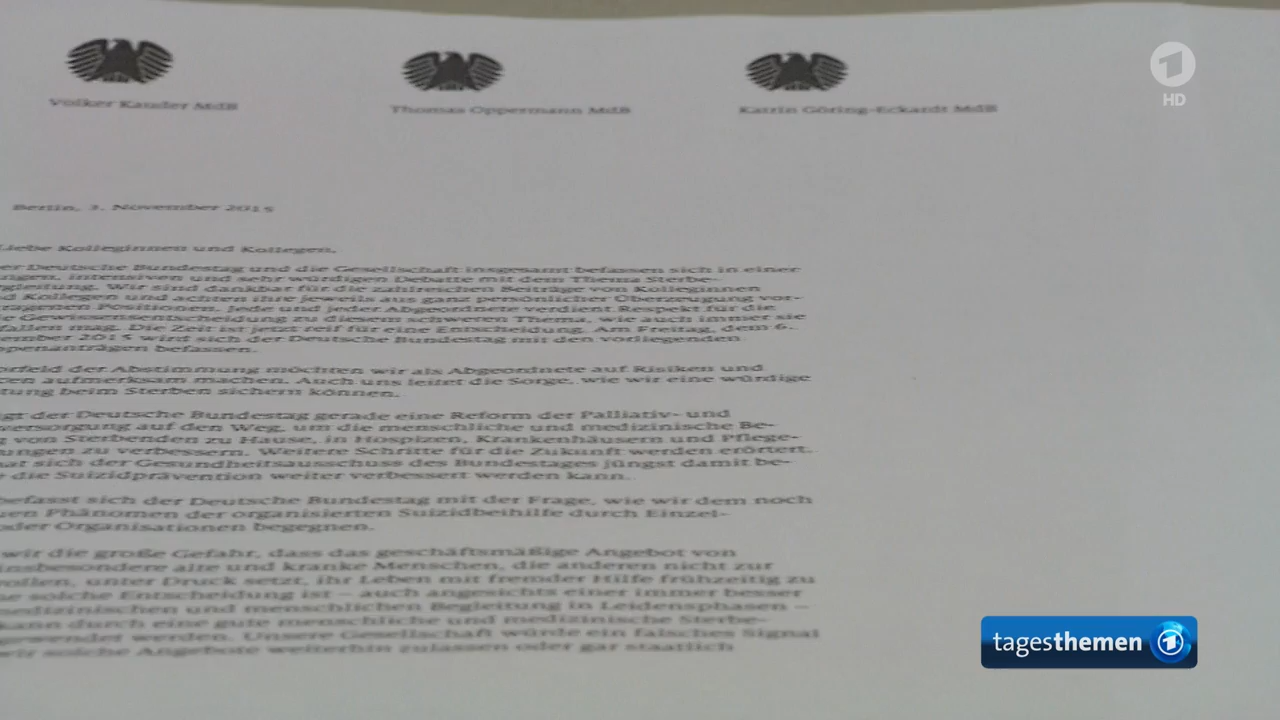 Volker Kauder MdB
Thomas Oppermann MdB
Katrin Göring-Eckardt MdB
HD
Berlin, 3. November 2015
Liebe Kolleginnen und Kollegen,
er Deutsche Bundestag und die Gesellschaft insgesamt befassen sich in einer
ngen, intensiven und sehr würdigen Debatte mit dem Thema Sterbe-
gleitung. Wir sind dankbar für die zahlreichen Beiträge von Kolleginnen
d Kollegen und achten ihre jeweils aus ganz persönlicher Überzeugung vor-
tragenen Positionen. Jede und jeder Abgeordnete verdient Respekt für die
e Gewissensentscheidung zu diesem schweren Thema, wie auch immer sie
fallen mag. Die Zeit ist jetzt reif für eine Entscheidung. Am Freitag, dem 6.
ember 2015 wird sich der Deutsche Bundestag mit den vorliegenden
ppenanträgen befassen.
orfeld der Abstimmung möchten wir als Abgeordnete auf Risiken und
en aufmerksam machen. Auch uns leitet die Sorge, wie wir eine würdige
tung beim Sterben sichern können.
gt der Deutsche Bundestag gerade eine Reform der Palliativ- und
versorgung auf den Weg, um die menschliche und medizinische Be-
g von Sterbenden zu Hause, in Hospizen, Krankenhäusern und Pflege-
ungen zu verbessern. Weitere Schritte für die Zukunft werden erörtert.
at sich der Gesundheitsausschuss des Bundestages jüngst damit be-
die Suizidprävention weiter verbessert werden kann.
befasst sich der Deutsche Bundestag mit der Frage, wie wir dem noch
en Phänomen der organisierten Suizidbeihilfe durch Einzel-
oder Organisationen begegnen.
wir die große Gefahr, dass das geschäftsmäßige Angebot von
insbesondere alte und kranke Menschen, die anderen nicht zur
ollen, unter Druck setzt, ihr Leben mit fremder Hilfe frühzeitig zu
ne solche Entscheidung ist – auch angesichts einer immer besser
medizinischen und menschlichen Begleitung in Leidensphasen –
kann durch eine gute menschliche und medizinische Sterbe-
gewendet werden. Unsere Gesellschaft würde ein falsches Signal
wir solche Angebote weiterhin zulassen oder gar staatlich
tagesthemen